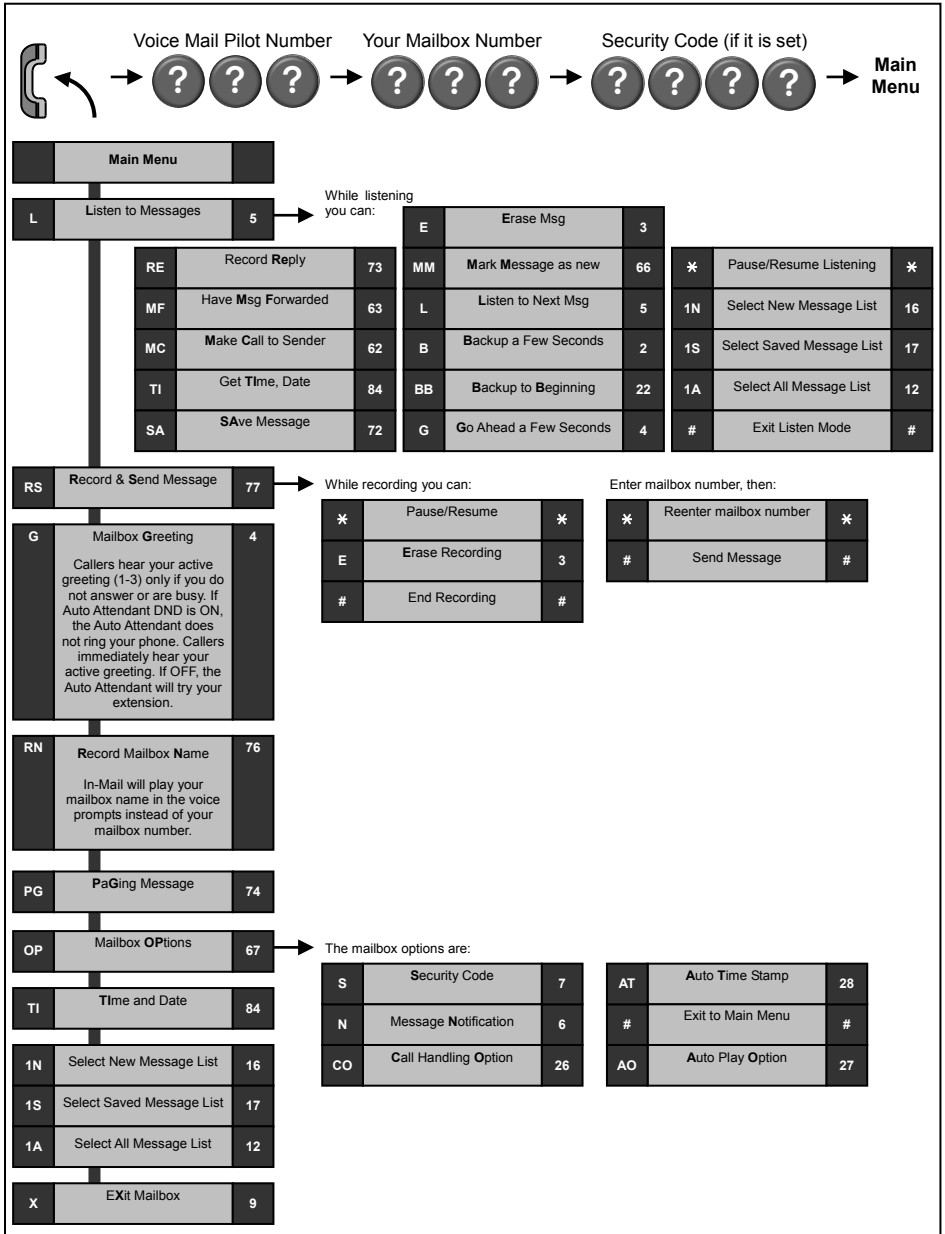 Voice Mail Pilot Number
Your Mailbox Number
Security Code (if it is set)
? ? ?
? ? ?
? ? ? ?
Main
Menu
Main Menu
L Listen to Messages 5
While listening
you can:
RE Record Reply 73
MF Have Msg Forwarded 63
MC Make Call to Sender 62
TI Get TIme, Date 84
SA SAve Message 72
E Erase Msg 3
MM Mark Message as new 66
L Listen to Next Msg 5
B Backup a Few Seconds 2
BB Backup to Beginning 22
G Go Ahead a Few Seconds 4
* Pause/Resume Listening *
1N Select New Message List 16
1S Select Saved Message List 17
1A Select All Message List 12
# Exit Listen Mode #
RS Record & Send Message 77
While recording you can:
* Pause/Resume *
E Erase Recording 3
# End Recording #
Enter mailbox number, then:
* Reenter mailbox number *
# Send Message #
G Mailbox Greeting 4
Callers hear your active
greeting (1-3) only if you do
not answer or are busy. If
Auto Attendant DND is ON,
the Auto Attendant does
not ring your phone. Callers
immediately hear your
active greeting. If OFF, the
Auto Attendant will try your
extension.
RN Record Mailbox Name 76
In-Mail will play your
mailbox name in the voice
prompts instead of your
mailbox number.
PG PaGing Message 74
OP Mailbox OPtions 67
The mailbox options are:
S Security Code 7
N Message Notification 6
CO Call Handling Option 26
AT Auto Time Stamp 28
# Exit to Main Menu #
AO Auto Play Option 27
TI TIme and Date 84
1N Select New Message List 16
1S Select Saved Message List 17
1A Select All Message List 12
X EXit Mailbox 9